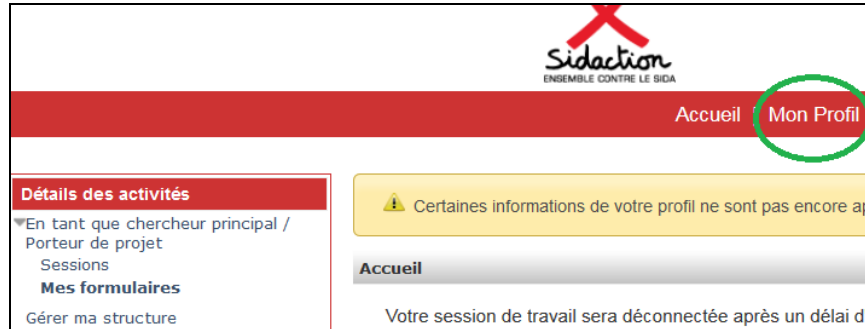 Sidaction
ENSEMBLE CONTRE LE SIDA
Accueil | Mon Profil
Détails des activités
En tant que chercheur principal /
Porteur de projet
Sessions
Mes formulaires
Gérer ma structure
Certaines informations de votre profil ne sont pas encore
Accueil
Votre session de travail sera déconnectée après un délai